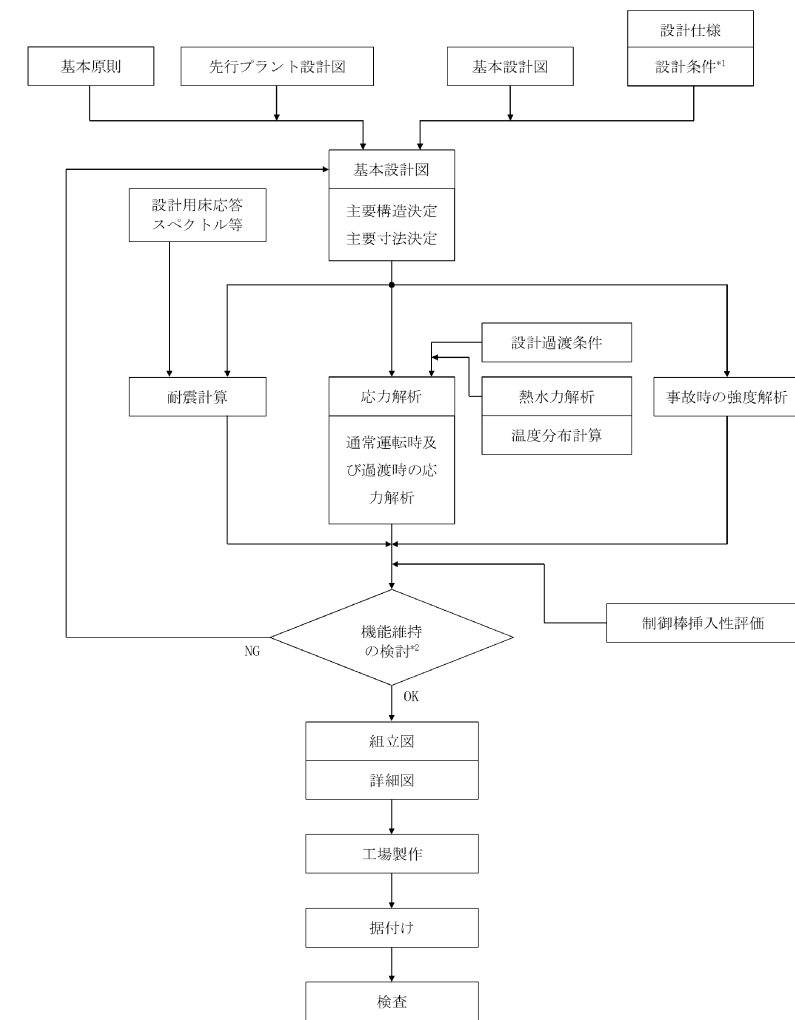 設計仕様
基本原則
先行プラント設計図
基本設計図
設計条件*1
基本設計図
設計用床応答
スペクトル等
主要構造決定
主要寸法決定
設計過渡条件
耐震計算
応力解析
熱水力解析
事故時の強度解析
温度分布計算
通常運転時及
び過渡時の応
力解析
制御棒挿入性評価
機能維持
の検討*2
NG
OK
組立図
詳細図
工場製作
据付け
検査